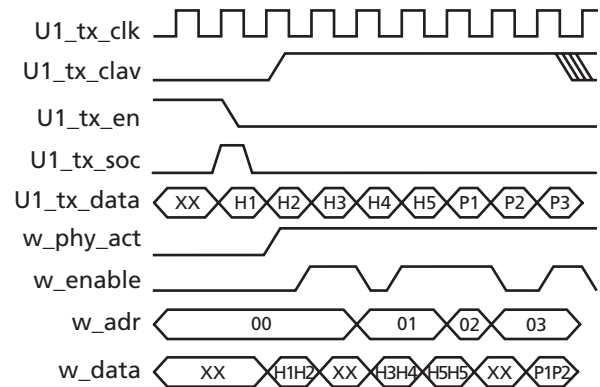 U1_tx_clk
U1_tx_clav
U1_tx_en
U1_tx_soc
U1_tx_data XX H1 H2 H3 H4 H5 P1 P2 P3
w_phy_act
w_enable
w_adr 00 01 02 03
w_data XX H1H2 XX H3H4 H5H5 XX P1P2